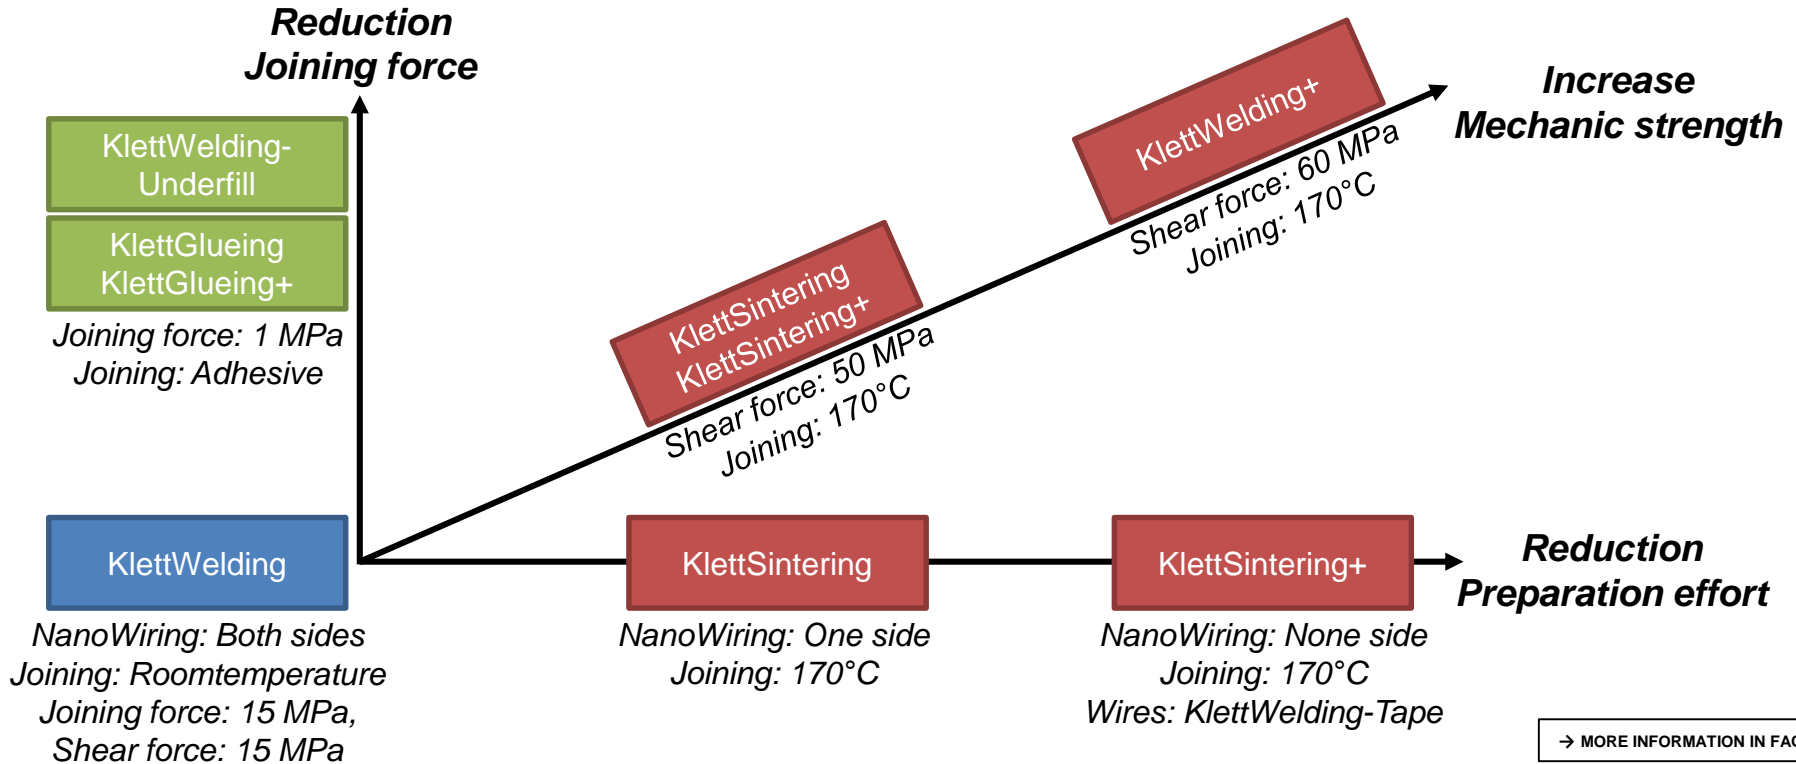 Reduction
Joining force
KlettWelding-
Underfill
KlettGlueing
KlettGlueing+
Joining force: 1 MPa
Joining: Adhesive
KlettWelding
NanoWiring: Both sides
Joining: Roomtemperature
Joining force: 15 MPa,
Shear force: 15 MPa
KlettSintering
KlettSintering+
Shear force: 50 MPa
Joining: 170°C
KlettWelding+
Shear force: 60 MPa
Joining: 170°C
Increase
Mechanic strength
KlettSintering
NanoWiring: One side
Joining: 170°C
KlettSintering+
NanoWiring: None side
Joining: 170°C
Wires: KlettWelding-Tape
Reduction
Preparation effort
→ MORE INFORMATION IN FAQ